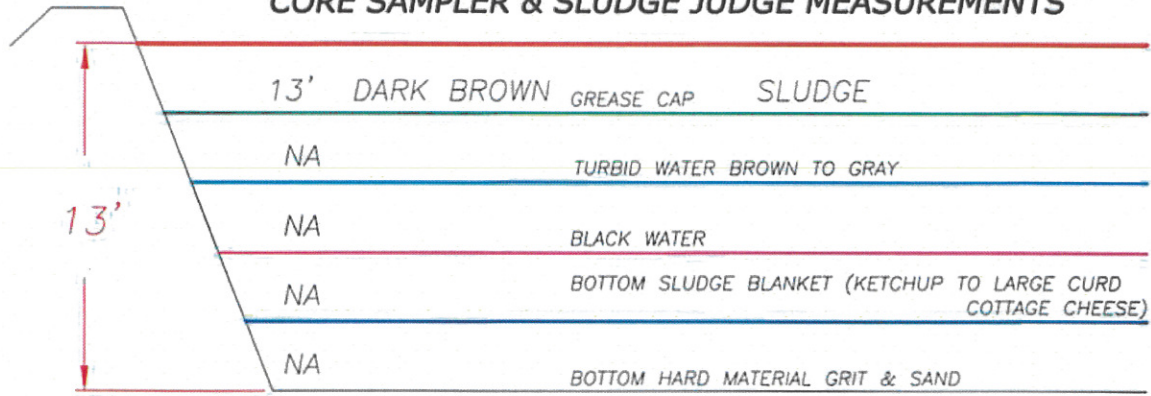 CORE SAMPLER & SLUDGE JUDGE MEASUREMENTS
13' DARK BROWN GREASE CAP SLUDGE
NA TURBID WATER BROWN TO GRAY
13'
NA BLACK WATER
NA BOTTOM SLUDGE BLANKET (KETCHUP TO LARGE CURD
COTTAGE CHEESE)
NA BOTTOM HARD MATERIAL GRIT & SAND